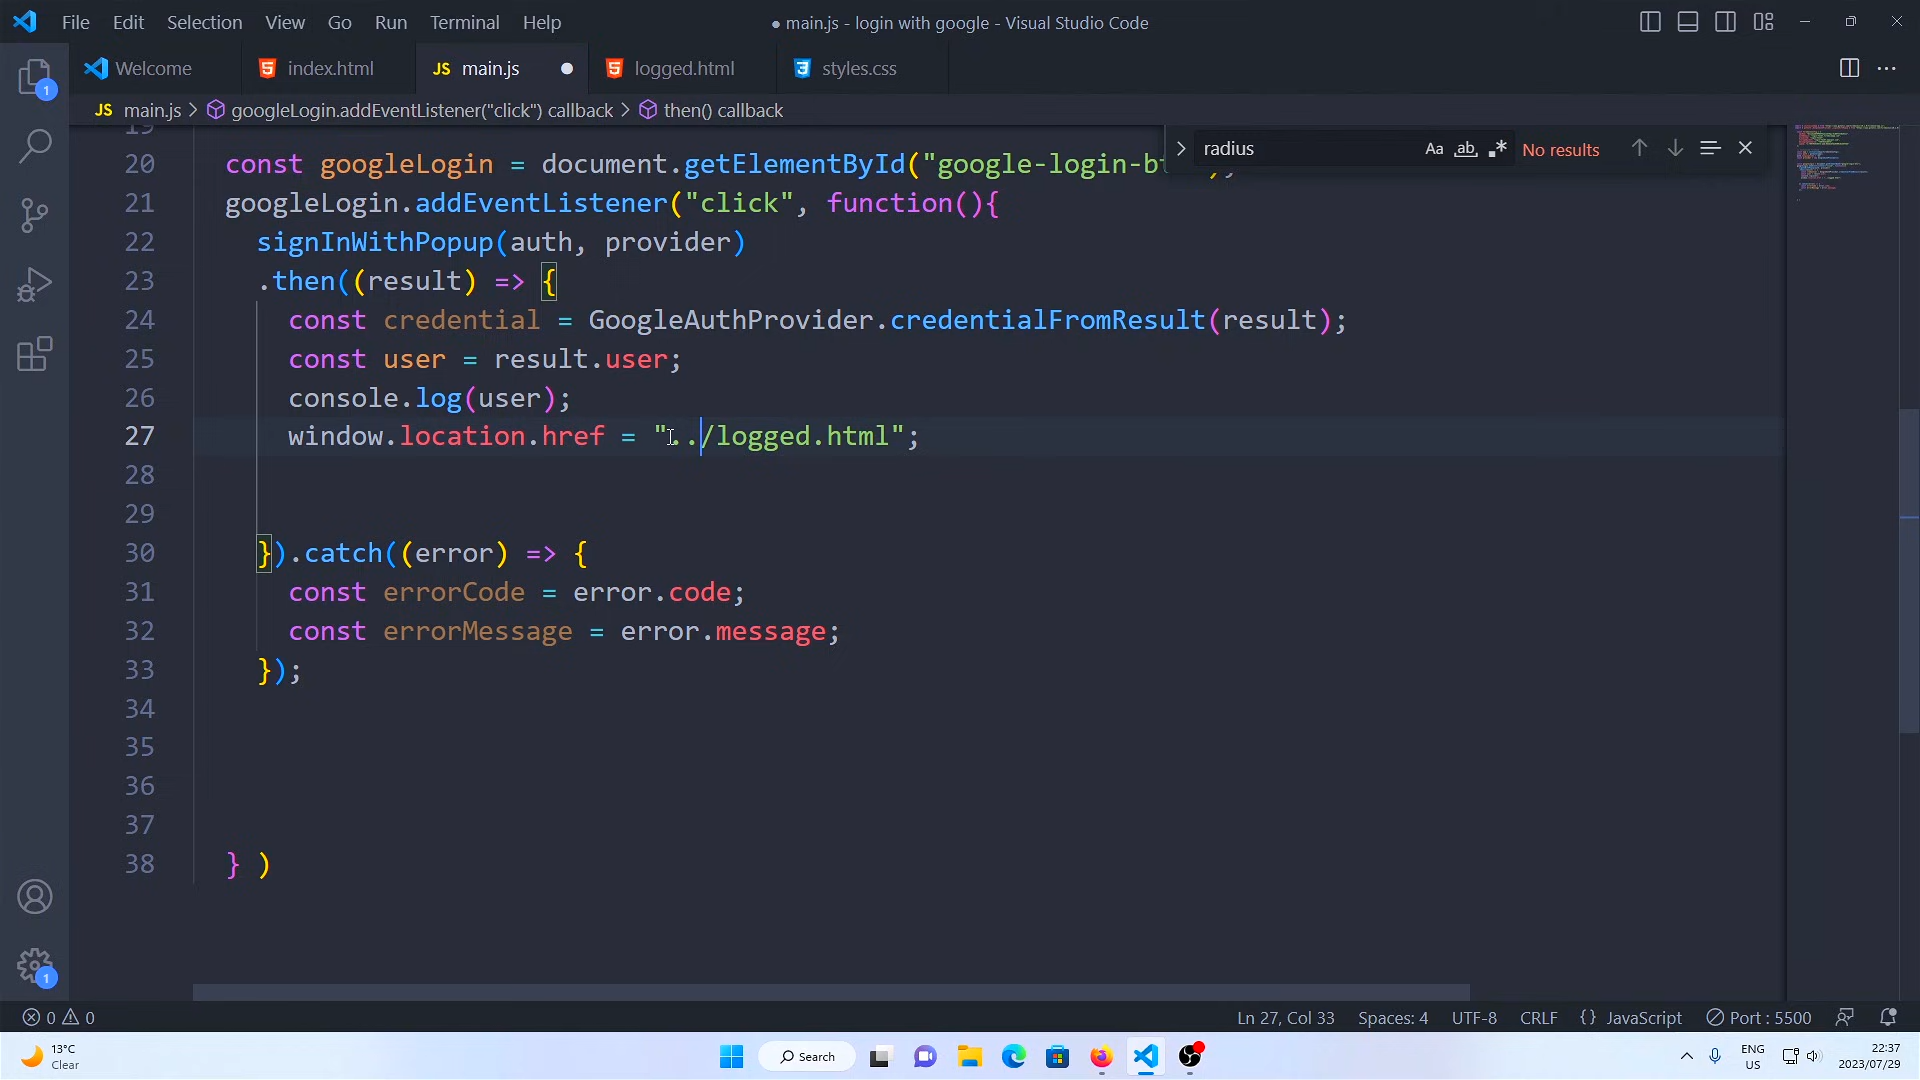 File Edit Selection View Go Run Terminal Help
● main.js - login with google - Visual Studio Code
Welcome
index.html
JS main.js
logged.html
styles.css
JS main.js > googleLogin.addEventListener("click") callback > then() callback
radius
Aa ab .*
No results
1
19
20 const googleLogin = document.getElementById("google-login-b
21 googleLogin.addEventListener("click", function(){
22 signInWithPopup(auth, provider)
23 .then((result) => {
24 const credential = GoogleAuthProvider.credentialFromResult(result);
25 const user = result.user;
26 console.log(user);
27 window.location.href = "../logged.html";
28
29
30 }).catch((error) => {
31 const errorCode = error.code;
32 const errorMessage = error.message;
33 });
34
35
36
37
38 } )
1
0 0
Ln 27, Col 33 Spaces: 4 UTF-8 CRLF {} JavaScript Port : 5500
13°C
Clear
Search
ENG
US
22:37
2023/07/29